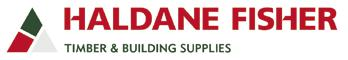 HALDANE FISHER
TIMBER & BUILDING SUPPLIES